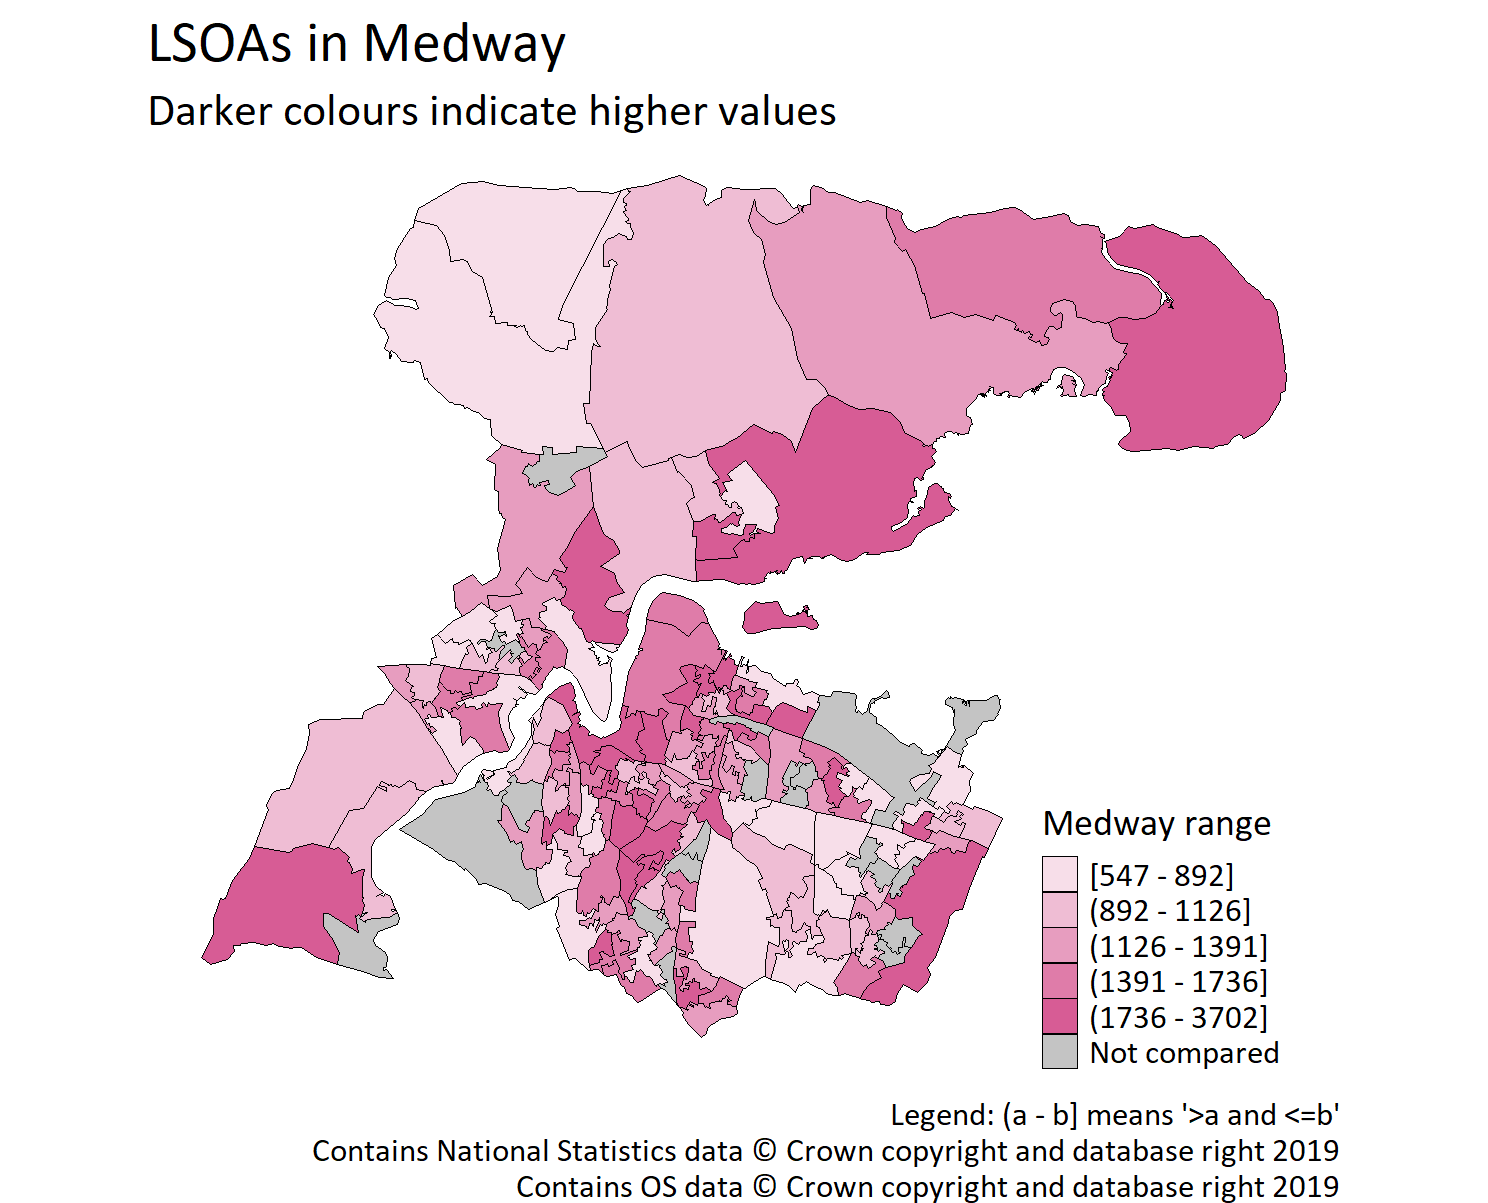 LSOAs in Medway
Darker colours indicate higher values
Medway range
[547 - 892]
(892 - 1126]
(1126 - 1391]
(1391 - 1736]
(1736 - 3702]
Not compared
Legend: (a - b] means '>a and <=b'
Contains National Statistics data © Crown copyright and database right 2019
Contains OS data © Crown copyright and database right 2019